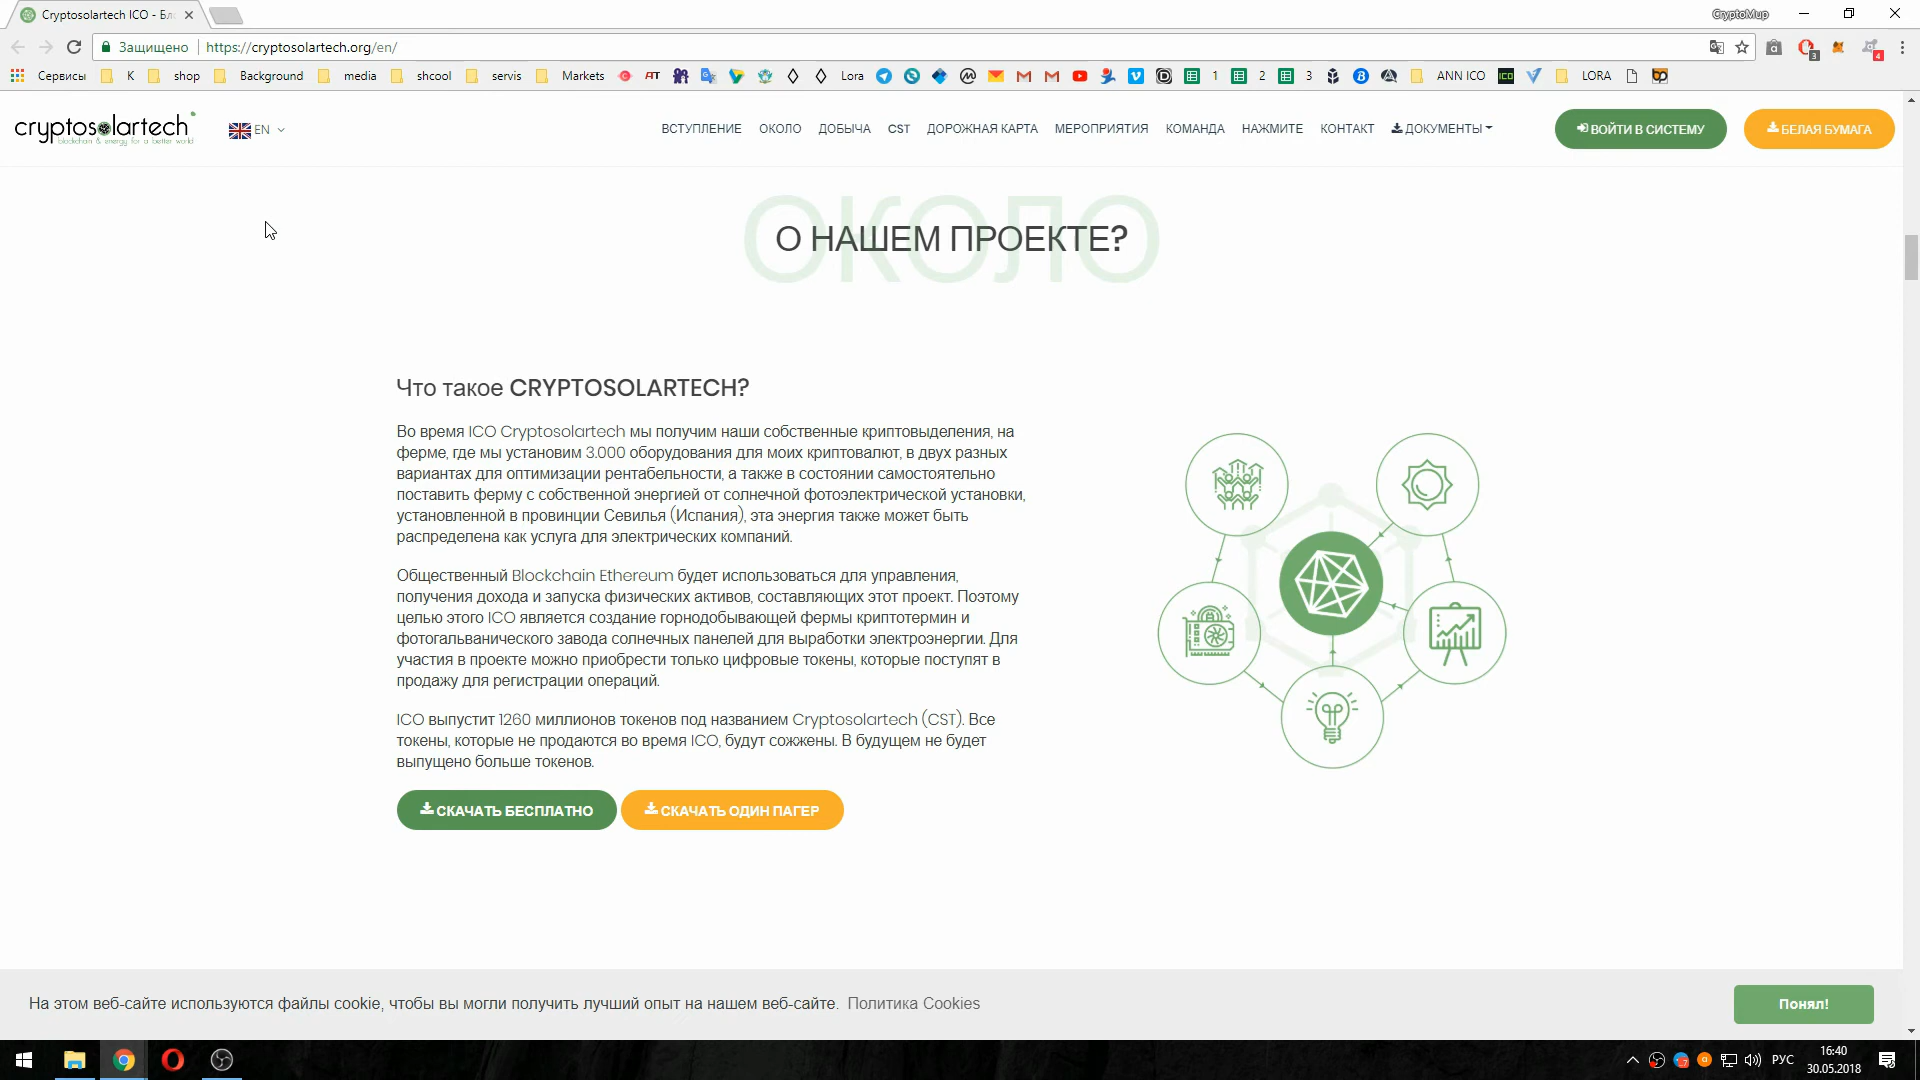 Cryptosolartech ICO - Бл
CryptoMup
Защищено
https://cryptosolartech.org/en/
Сервисы K shop Background media shcool servis Markets Lora 1 2 3 ANN ICO LORA
cryptosolartech
blockchain & energy for a better world
EN
ВСТУПЛЕНИЕ ОКОЛО ДОБЫЧА CST ДОРОЖНАЯ КАРТА МЕРОПРИЯТИЯ КОМАНДА НАЖМИТЕ КОНТАКТ ДОКУМЕНТЫ
ВОЙТИ В СИСТЕМУ
БЕЛАЯ БУМАГА
ОКОЛО
О НАШЕМ ПРОЕКТЕ?
Что такое CRYPTOSOLARTECH?
Во время ICO Cryptosolartech мы получим наши собственные криптовыделения, на
ферме, где мы установим 3.000 оборудования для моих криптовалют, в двух разных
вариантах для оптимизации рентабельности, а также в состоянии самостоятельно
поставить ферму с собственной энергией от солнечной фотоэлектрической установки,
установленной в провинции Севилья (Испания), эта энергия также может быть
распределена как услуга для электрических компаний.
Общественный Blockchain Ethereum будет использоваться для управления,
получения дохода и запуска физических активов, составляющих этот проект. Поэтому
целью этого ICO является создание горнодобывающей фермы криптотермин и
фотогальванического завода солнечных панелей для выработки электроэнергии. Для
участия в проекте можно приобрести только цифровые токены, которые поступят в
продажу для регистрации операций.
ICO выпустит 1260 миллионов токенов под названием Cryptosolartech (CST). Все
токены, которые не продаются во время ICO, будут сожжены. В будущем не будет
выпущено больше токенов.
СКАЧАТЬ БЕСПЛАТНО
СКАЧАТЬ ОДИН ПАГЕР
На этом веб-сайте используются файлы cookie, чтобы вы могли получить лучший опыт на нашем веб-сайте. Политика Cookies
Понял!
РУС
16:40
30.05.2018